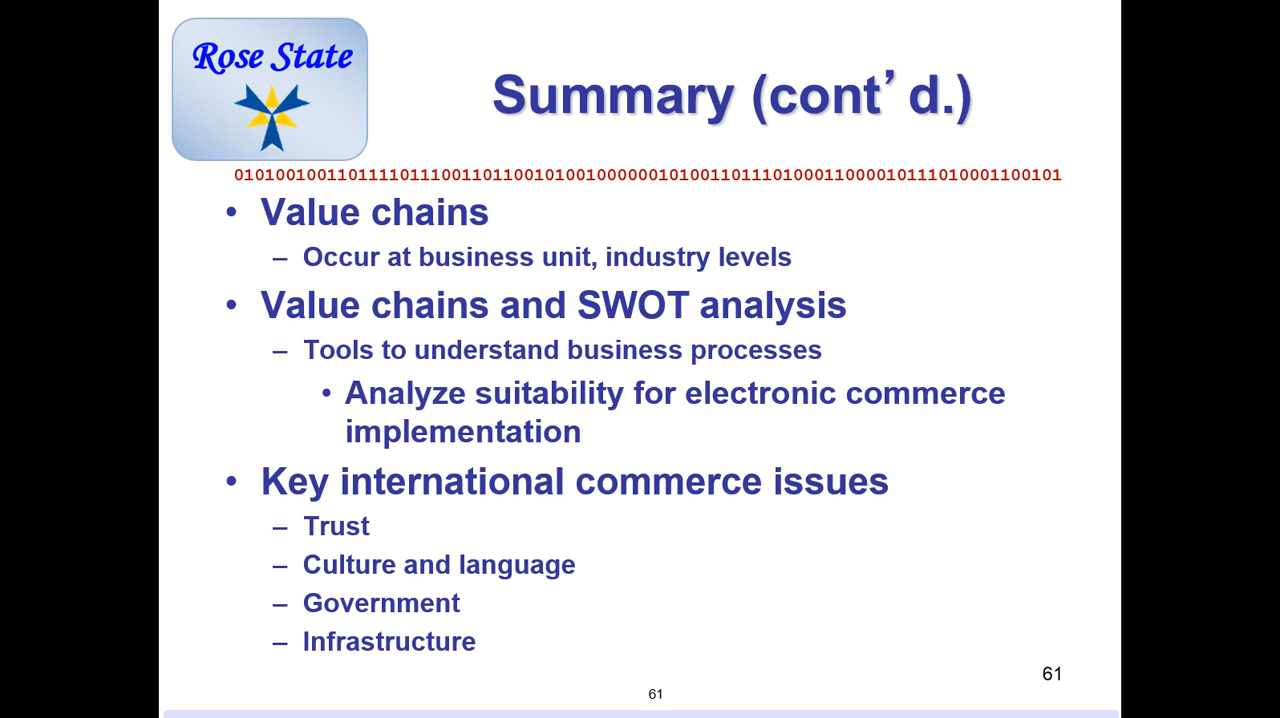 Rose State
Summary (cont’d.)
01010010011011110111001101100101001000000101001101110100011000010111010001100101
• Value chains
– Occur at business unit, industry levels
• Value chains and SWOT analysis
– Tools to understand business processes
• Analyze suitability for electronic commerce
implementation
• Key international commerce issues
– Trust
– Culture and language
– Government
– Infrastructure
61
61